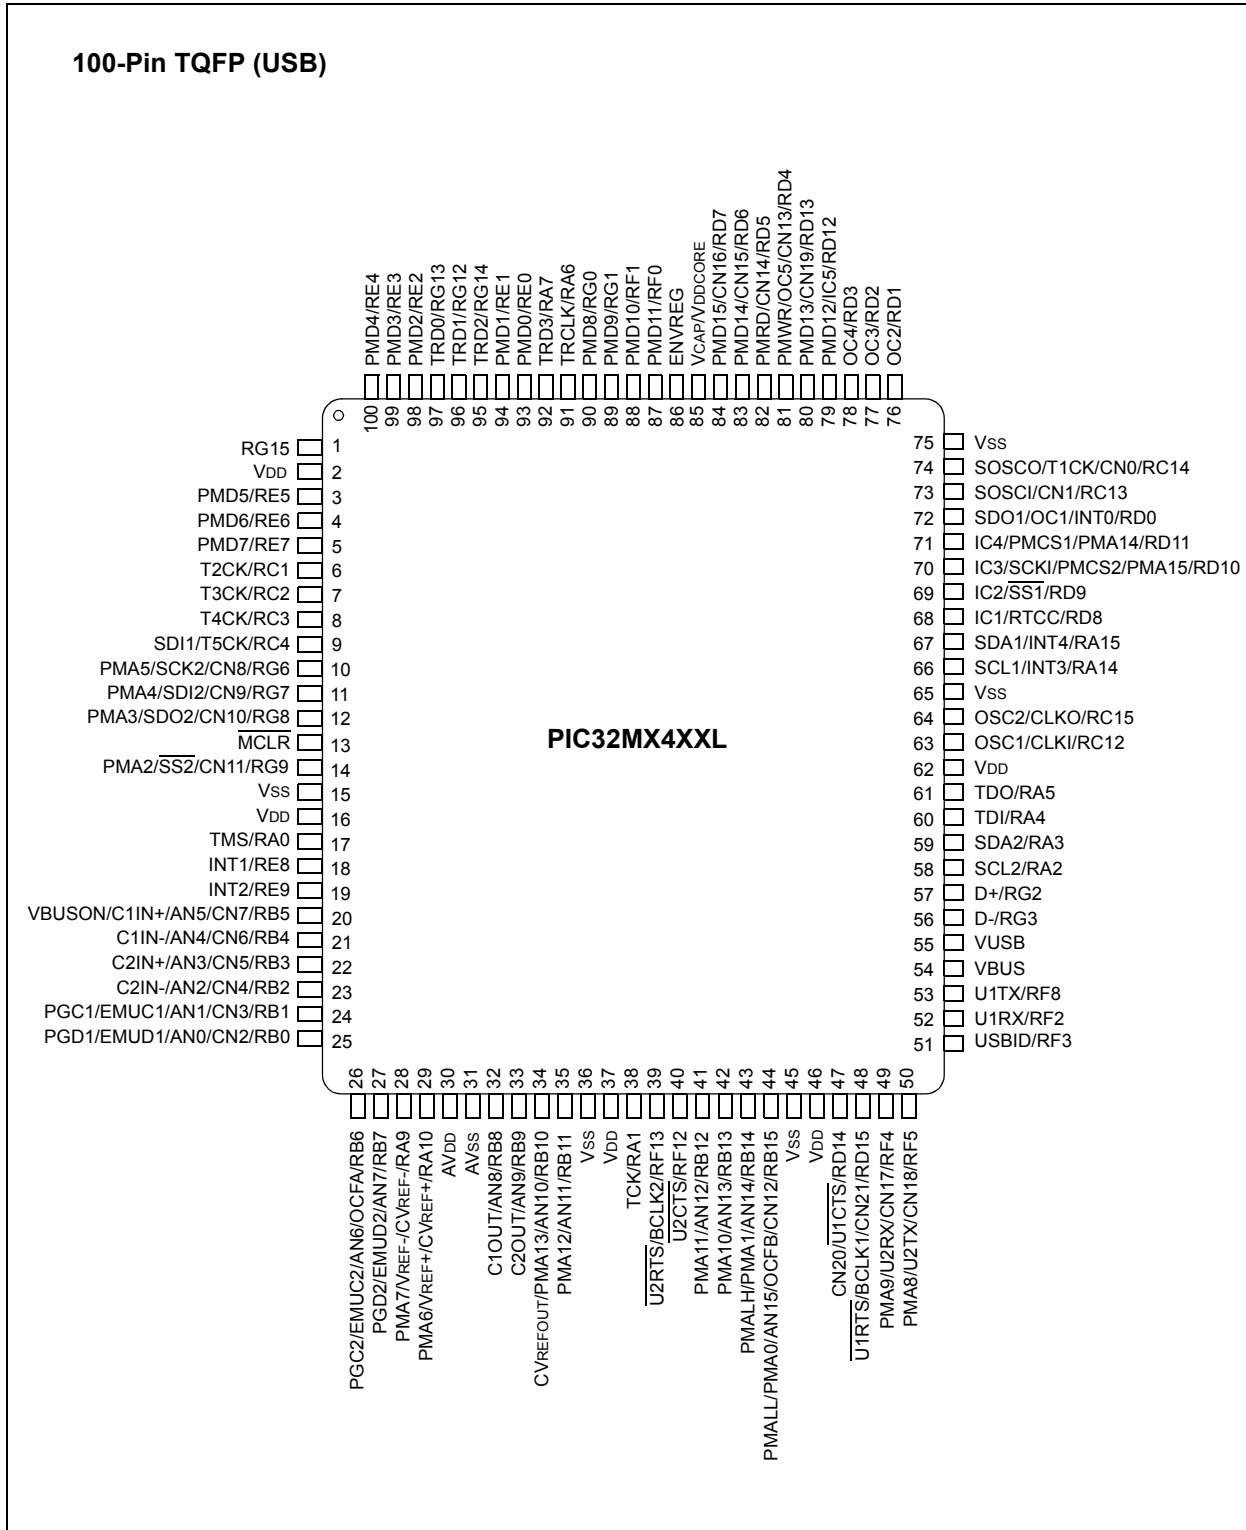 100-Pin TQFP (USB)
100 PMD4/RE4
99 PMD3/RE3
98 PMD2/RE2
97 TRD0/RG13
96 TRD1/RG12
95 TRD2/RG14
94 PMD1/RE1
93 PMD0/RE0
92 TRD3/RA7
91 TRCLK/RA6
90 PMD8/RG0
89 PMD9/RG1
88 PMD10/RF1
87 PMD11/RF0
86 ENVREG
85 VCAP/VDDCORE
84 PMD15/CN16/RD7
83 PMD14/CN15/RD6
82 PMRD/CN14/RD5
81 PMWR/OC5/CN13/RD4
80 PMD13/CN19/RD13
79 PMD12/IC5/RD12
78 OC4/RD3
77 OC3/RD2
76 OC2/RD1
RG15 1
VDD 2
PMD5/RE5 3
PMD6/RE6 4
PMD7/RE7 5
T2CK/RC1 6
T3CK/RC2 7
T4CK/RC3 8
SDI1/T5CK/RC4 9
PMA5/SCK2/CN8/RG6 10
PMA4/SDI2/CN9/RG7 11
PMA3/SDO2/CN10/RG8 12
MCLR 13
PMA2/SS2/CN11/RG9 14
VSS 15
VDD 16
TMS/RA0 17
INT1/RE8 18
INT2/RE9 19
VBUSON/C1IN+/AN5/CN7/RB5 20
C1IN-/AN4/CN6/RB4 21
C2IN+/AN3/CN5/RB3 22
C2IN-/AN2/CN4/RB2 23
PGC1/EMUC1/AN1/CN3/RB1 24
PGD1/EMUD1/AN0/CN2/RB0 25
PIC32MX4XXL
75 VSS
74 SOSCO/T1CK/CN0/RC14
73 SOSCI/CN1/RC13
72 SDO1/OC1/INT0/RD0
71 IC4/PMCS1/PMA14/RD11
70 IC3/SCKI/PMCS2/PMA15/RD10
69 IC2/SS1/RD9
68 IC1/RTCC/RD8
67 SDA1/INT4/RA15
66 SCL1/INT3/RA14
65 VSS
64 OSC2/CLKO/RC15
63 OSC1/CLKI/RC12
62 VDD
61 TDO/RA5
60 TDI/RA4
59 SDA2/RA3
58 SCL2/RA2
57 D+/RG2
56 D-/RG3
55 VUSB
54 VBUS
53 U1TX/RF8
52 U1RX/RF2
51 USBID/RF3
26 PGC2/EMUC2/AN6/OCFA/RB6
27 PGD2/EMUD2/AN7/RB7
28 PMA7/VREF-/CVREF-/RA9
29 PMA6/VREF+/CVREF+/RA10
30 AVDD
31 AVSS
32 C1OUT/AN8/RB8
33 C2OUT/AN9/RB9
34 CVREFOUT/PMA13/AN10/RB10
35 PMA12/AN11/RB11
36 VSS
37 VDD
38 TCK/RA1
39 U2RTS/BCLK2/RF13
40 U2CTS/RF12
41 PMA11/AN12/RB12
42 PMA10/AN13/RB13
43 PMALH/PMA1/AN14/RB14
44 PMALL/PMA0/AN15/OCFB/CN12/RB15
45 VSS
46 VDD
47 CN20/U1CTS/RD14
48 U1RTS/BCLK1/CN21/RD15
49 PMA9/U2RX/CN17/RF4
50 PMA8/U2TX/CN18/RF5